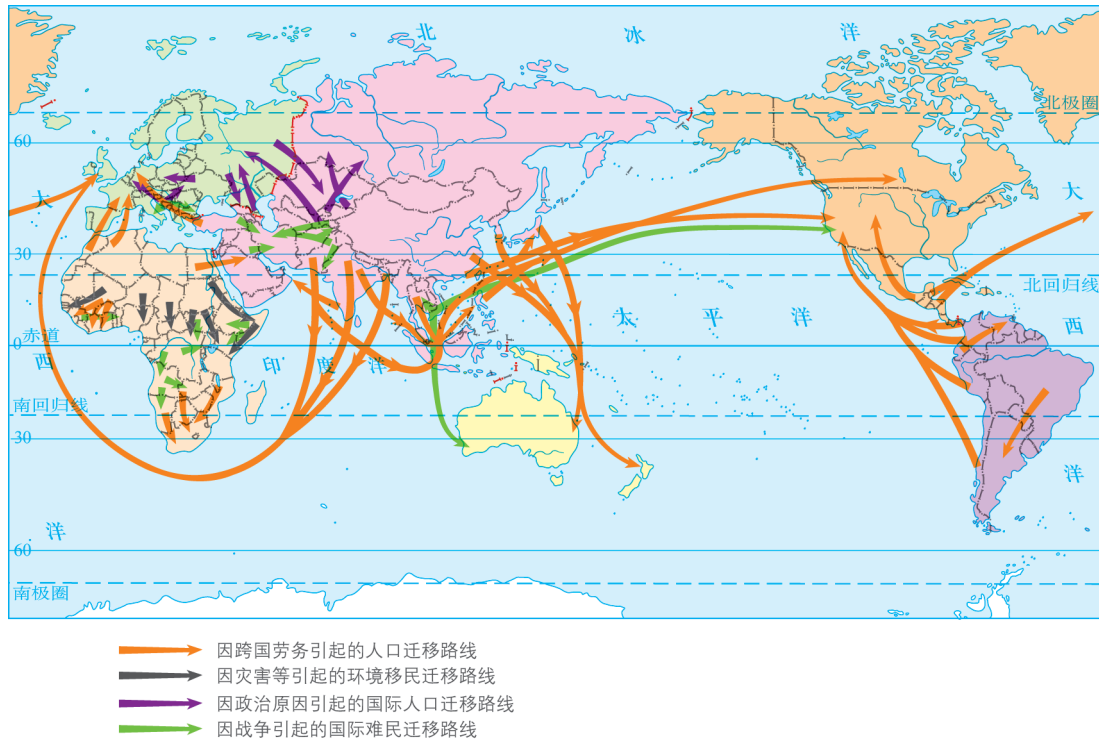 北 冰 洋
北极圈
60
大
大
30
北回归线
太 平 洋
赤道
0
西
印 度 洋
西
南回归线
30
洋
洋
60
南极圈
因跨国劳务引起的人口迁移路线
因灾害等引起的环境移民迁移路线
因政治原因引起的国际人口迁移路线
因战争引起的国际难民迁移路线